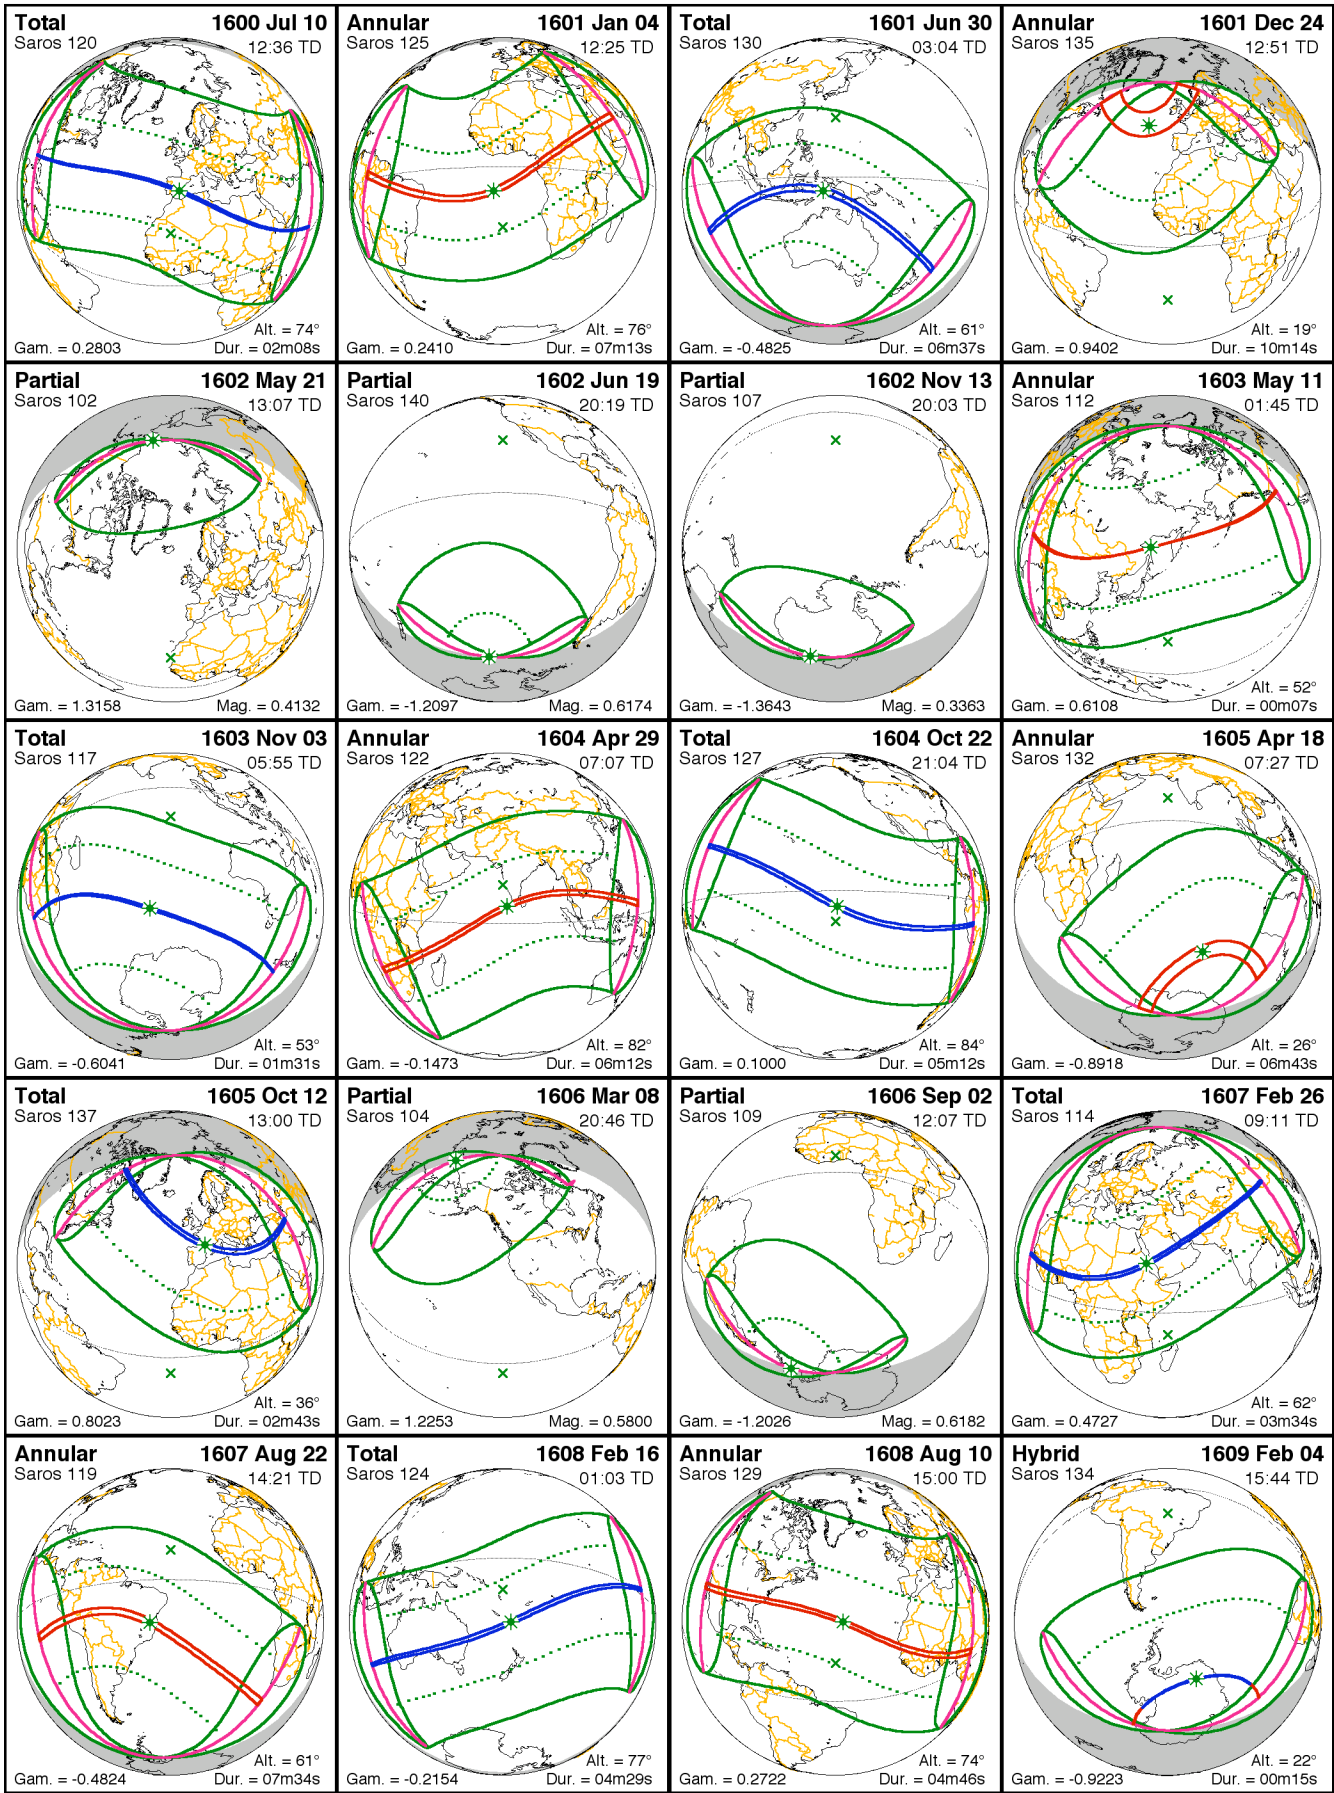 Total 1600 Jul 10
Saros 120 12:36 TD
Alt. = 74°
Gam. = 0.2803 Dur. = 02m08s
Annular 1601 Jan 04
Saros 125 12:25 TD
Alt. = 76°
Gam. = 0.2410 Dur. = 07m13s
Total 1601 Jun 30
Saros 130 03:04 TD
Alt. = 61°
Gam. = -0.4825 Dur. = 06m37s
Annular 1601 Dec 24
Saros 135 12:51 TD
Alt. = 19°
Gam. = 0.9402 Dur. = 10m14s
Partial 1602 May 21
Saros 102 13:07 TD
Gam. = 1.3158 Mag. = 0.4132
Partial 1602 Jun 19
Saros 140 20:19 TD
Gam. = -1.2097 Mag. = 0.6174
Partial 1602 Nov 13
Saros 107 20:03 TD
Gam. = -1.3643 Mag. = 0.3363
Annular 1603 May 11
Saros 112 01:45 TD
Alt. = 52°
Gam. = 0.6108 Dur. = 00m07s
Total 1603 Nov 03
Saros 117 05:55 TD
Alt. = 53°
Gam. = -0.6041 Dur. = 01m31s
Annular 1604 Apr 29
Saros 122 07:07 TD
Alt. = 82°
Gam. = -0.1473 Dur. = 06m12s
Total 1604 Oct 22
Saros 127 21:04 TD
Alt. = 84°
Gam. = 0.1000 Dur. = 05m12s
Annular 1605 Apr 18
Saros 132 07:27 TD
Alt. = 26°
Gam. = -0.8918 Dur. = 06m43s
Total 1605 Oct 12
Saros 137 13:00 TD
Alt. = 36°
Gam. = 0.8023 Dur. = 02m43s
Partial 1606 Mar 08
Saros 104 20:46 TD
Gam. = 1.2253 Mag. = 0.5800
Partial 1606 Sep 02
Saros 109 12:07 TD
Gam. = -1.2026 Mag. = 0.6182
Total 1607 Feb 26
Saros 114 09:11 TD
Alt. = 62°
Gam. = 0.4727 Dur. = 03m34s
Annular 1607 Aug 22
Saros 119 14:21 TD
Alt. = 61°
Gam. = -0.4824 Dur. = 07m34s
Total 1608 Feb 16
Saros 124 01:03 TD
Alt. = 77°
Gam. = -0.2154 Dur. = 04m29s
Annular 1608 Aug 10
Saros 129 15:00 TD
Alt. = 74°
Gam. = 0.2722 Dur. = 04m46s
Hybrid 1609 Feb 04
Saros 134 15:44 TD
Alt. = 22°
Gam. = -0.9223 Dur. = 00m15s